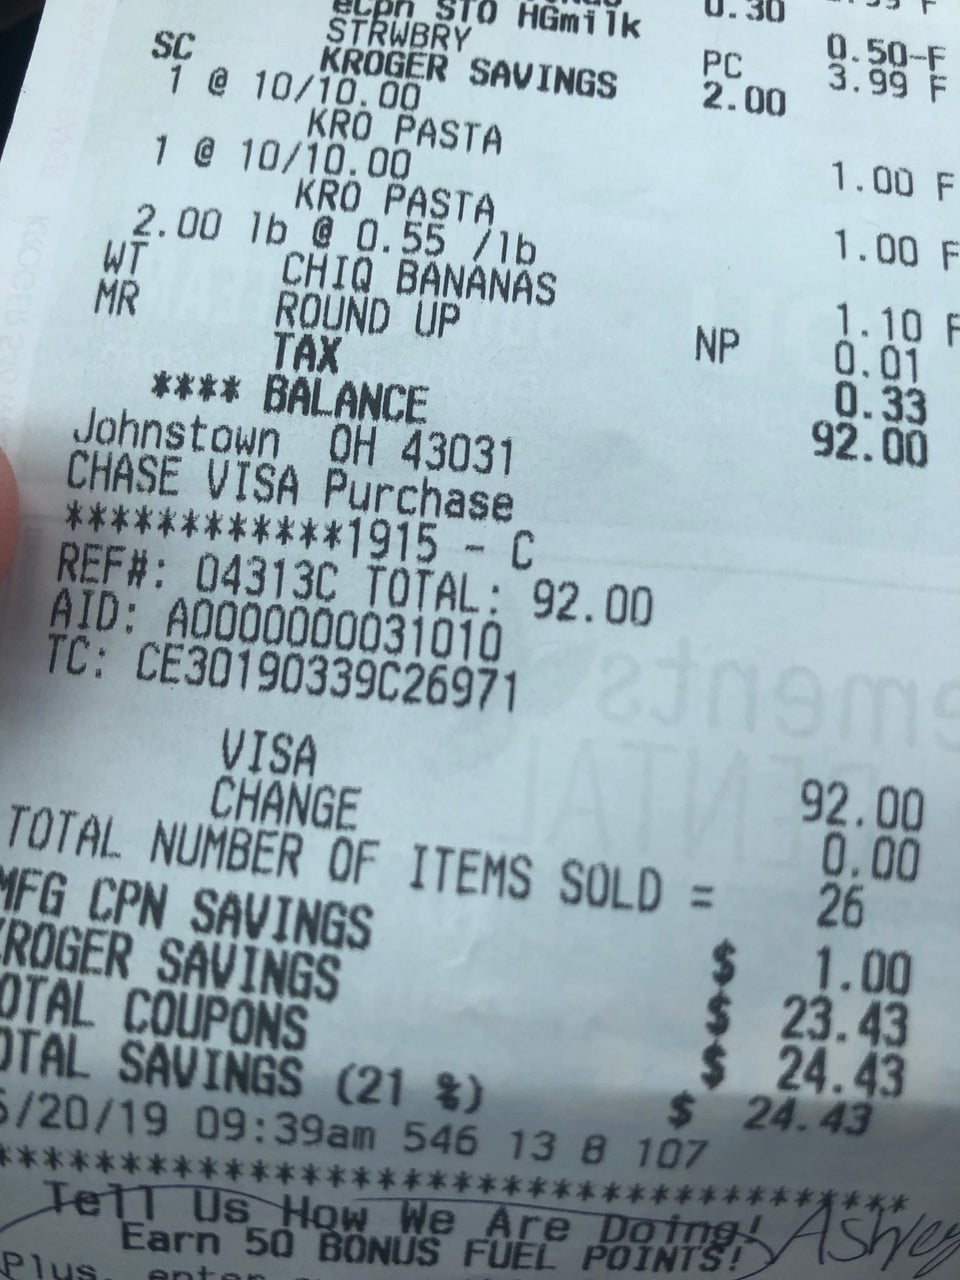 eCpn STO HGmilk 0.30
STRWBRY 0.50-F
SC KROGER SAVINGS PC 3.99 F
1 @ 10/10.00 2.00
KRO PASTA
1 @ 10/10.00 1.00 F
KRO PASTA
2.00 lb @ 0.55 /lb 1.00 F
WT CHIQ BANANAS
MR ROUND UP 1.10 F
TAX NP 0.01
**** BALANCE 0.33
Johnstown OH 43031 92.00
CHASE VISA Purchase
************1915 - C
REF#: 04313C TOTAL: 92.00
AID: A0000000031010
TC: CE30190339C26971
VISA 92.00
CHANGE 0.00
TOTAL NUMBER OF ITEMS SOLD = 26
MFG CPN SAVINGS $ 1.00
KROGER SAVINGS $ 23.43
OTAL COUPONS $ 24.43
OTAL SAVINGS (21 %) $ 24.43
/20/19 09:39am 546 13 8 107
Tell Us How We Are Doing!
Earn 50 BONUS FUEL POINTS!
Plus, enter